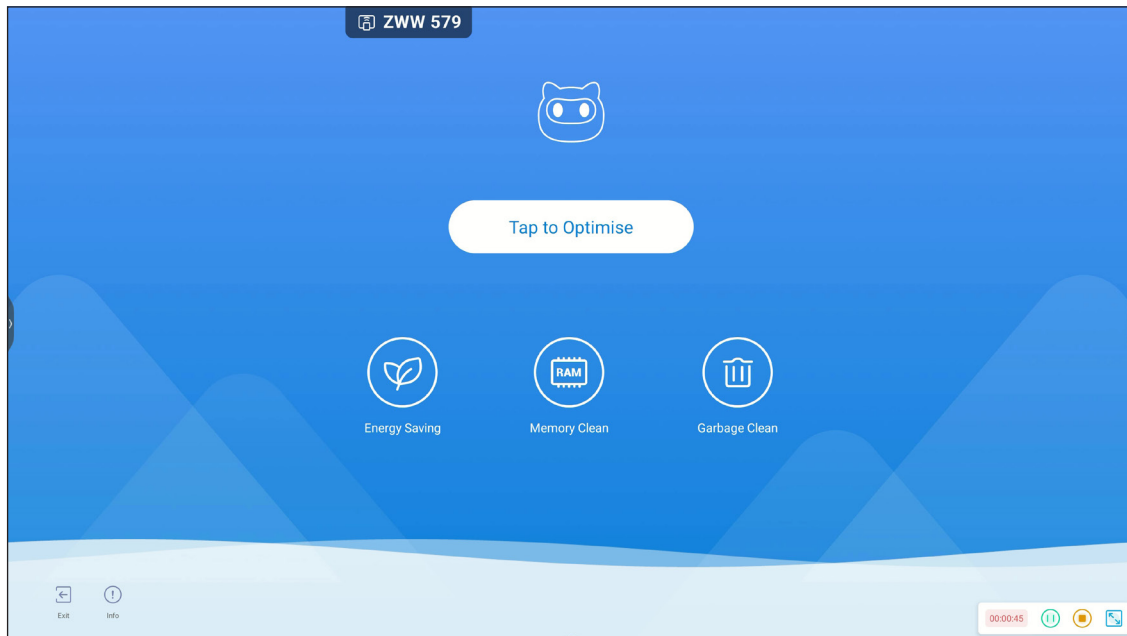 ZWW 579
Tap to Optimise
RAM
Energy Saving
Memory Clean
Garbage Clean
Exit
Info
00:00:45